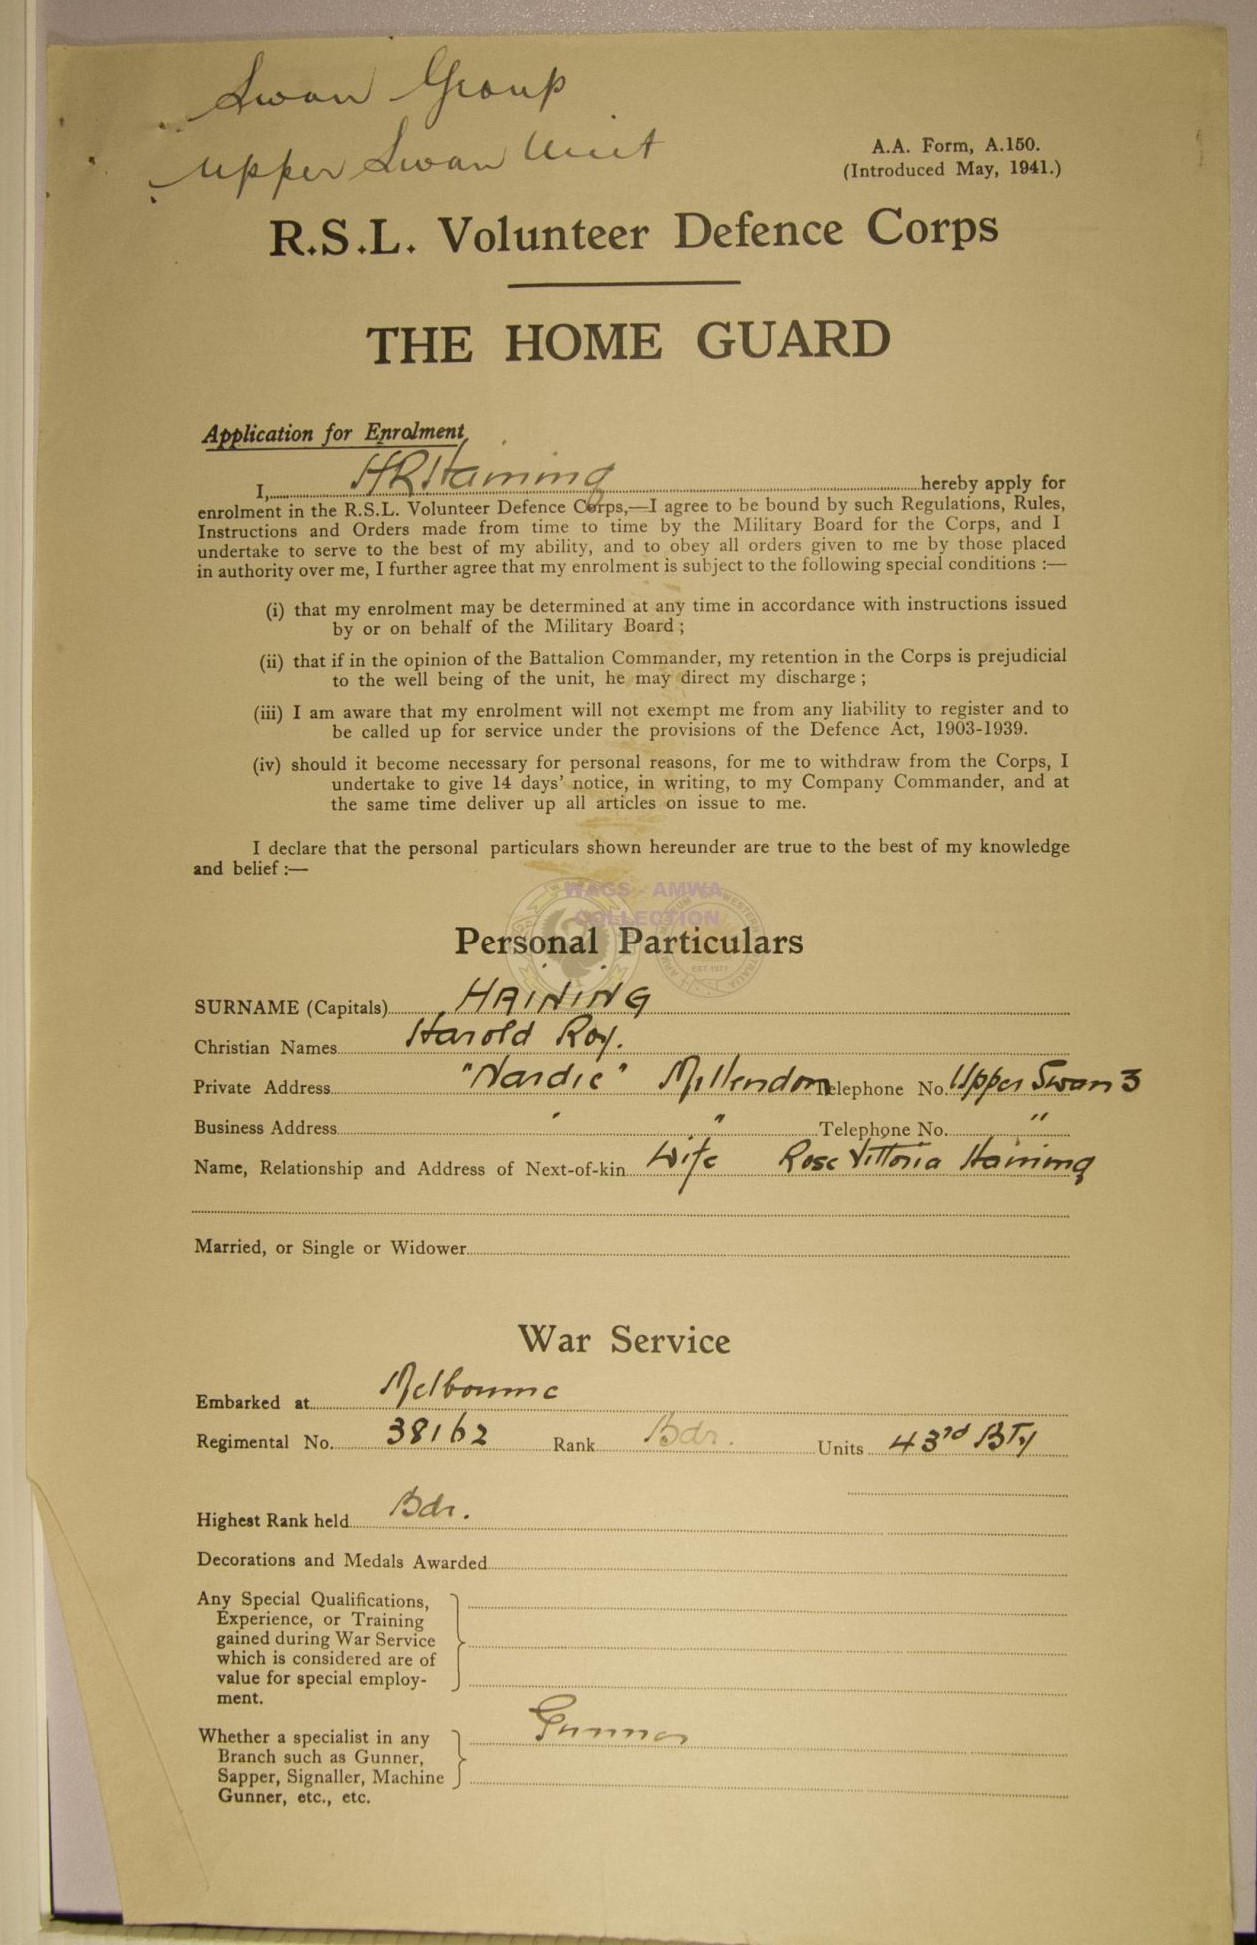 Swan Group
Upper Swan Unit
A.A. Form, A.150.
(Introduced May, 1941.)
R.S.L. Volunteer Defence Corps
THE HOME GUARD
Application for Enrolment
I, H R Haining hereby apply for
enrolment in the R.S.L. Volunteer Defence Corps,—I agree to be bound by such Regulations, Rules,
Instructions and Orders made from time to time by the Military Board for the Corps, and I
undertake to serve to the best of my ability, and to obey all orders given to me by those placed
in authority over me, I further agree that my enrolment is subject to the following special conditions :—
(i) that my enrolment may be determined at any time in accordance with instructions issued
by or on behalf of the Military Board ;
(ii) that if in the opinion of the Battalion Commander, my retention in the Corps is prejudicial
to the well being of the unit, he may direct my discharge ;
(iii) I am aware that my enrolment will not exempt me from any liability to register and to
be called up for service under the provisions of the Defence Act, 1903-1939.
(iv) should it become necessary for personal reasons, for me to withdraw from the Corps, I
undertake to give 14 days' notice, in writing, to my Company Commander, and at
the same time deliver up all articles on issue to me.
I declare that the personal particulars shown hereunder are true to the best of my knowledge
and belief :—
WAGS - AMWA
COLLECTION
Personal Particulars
SURNAME (Capitals) HAINING
Christian Names Harold Roy.
Private Address "Nardie" Millendon Telephone No. Upper Swan 3
Business Address " " Telephone No. "
Name, Relationship and Address of Next-of-kin Wife Rose Vittoria Haining
Married, or Single or Widower
War Service
Embarked at Melbourne
Regimental No. 38162 Rank Bdr. Units 43rd BTy
Highest Rank held Bdr.
Decorations and Medals Awarded
Any Special Qualifications,
Experience, or Training
gained during War Service
which is considered are of
value for special employ-
ment.
Whether a specialist in any Gunner
Branch such as Gunner,
Sapper, Signaller, Machine
Gunner, etc., etc.